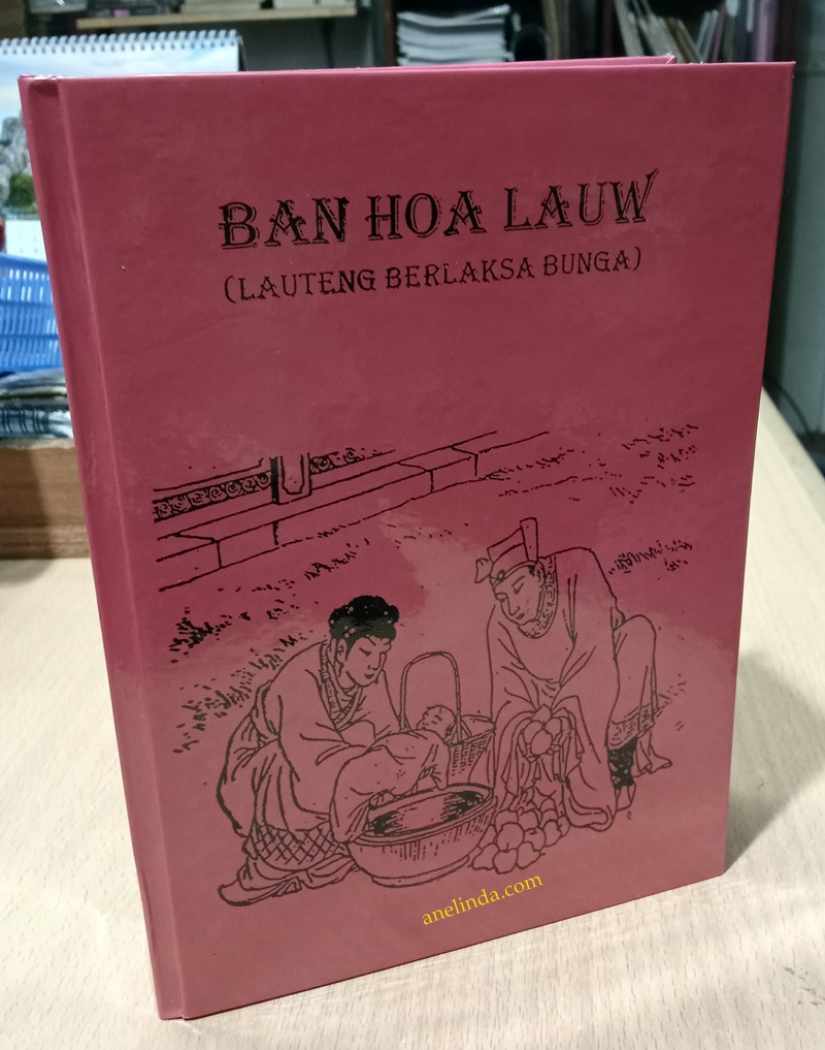 BAN HOA LAUW
(LAUTENG BERLAKSA BUNGA)
anelinda.com